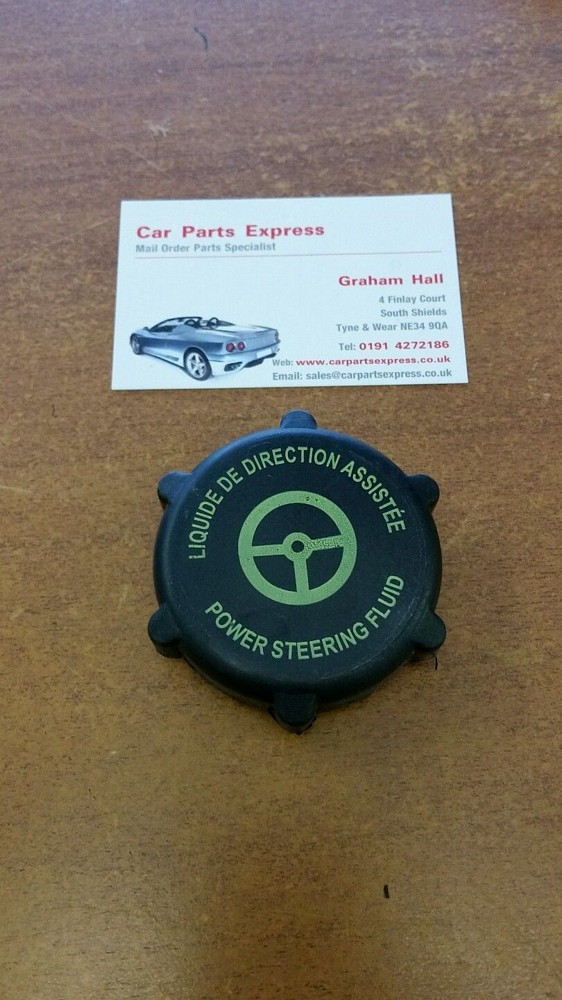 Car Parts Express
Mail Order Parts Specialist
Graham Hall
4 Finlay Court
South Shields
Tyne & Wear NE34 9QA
Tel: 0191 4272186
Web: www.carpartsexpress.co.uk
Email: sales@carpartsexpress.co.uk
LIQUIDE DE DIRECTION ASSISTÉE
POWER STEERING FLUID